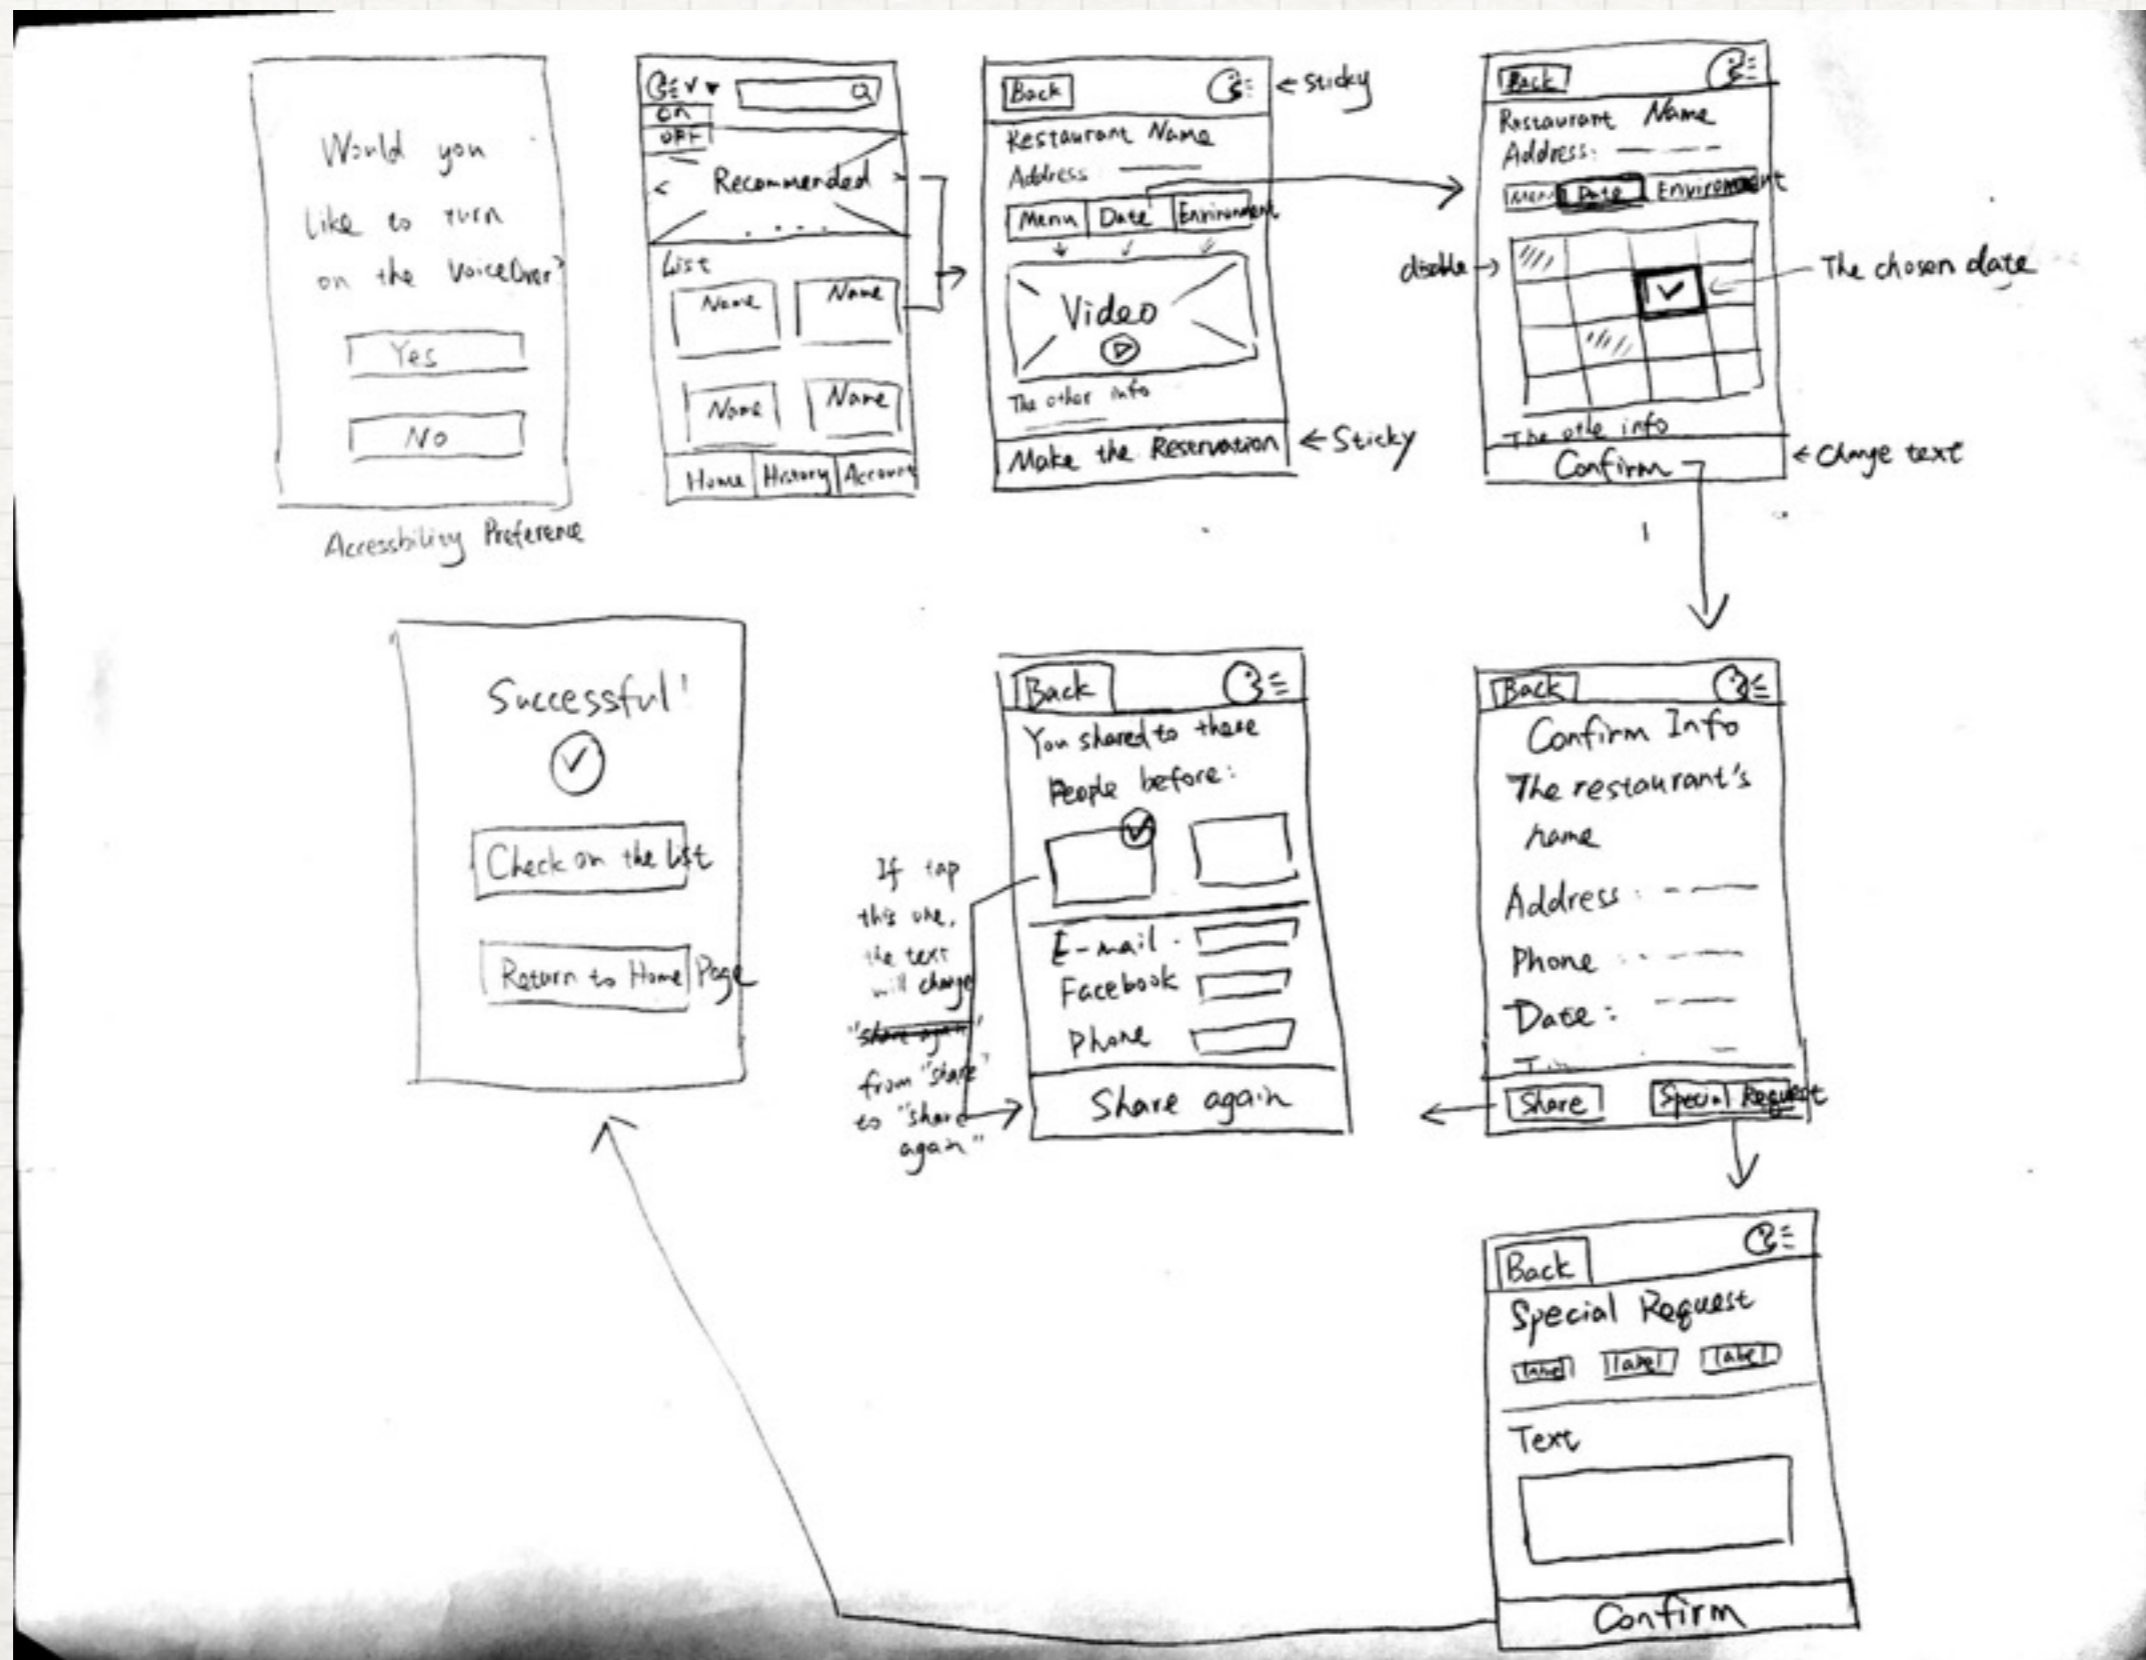 Would you
like to turn
on the VoiceOver?
Yes
No
Accessbility Preference
ON
OFF
< Recommended >
List
Name Name
Name Name
Home History Account
Back
← sticky
Restaurant Name
Address
Menu Date Environment
Video
The other info
Make the Reservation
← Sticky
Back
Restaurant Name
Address:
Menu Date Environment
disable →
The chosen date
The othe info
Confirm
← Change text
Back
Confirm Info
The restaurant's
name
Address:
Phone
Date:
Share Special Request
Back
You shared to these
People before:
If tap
this one,
the text
will change
"share again"
from "share"
to "share
again"
E-mail
Facebook
Phone
Share again
Successful!
Check on the list
Return to Home Page
Back
Special Request
label label label
Text
Confirm